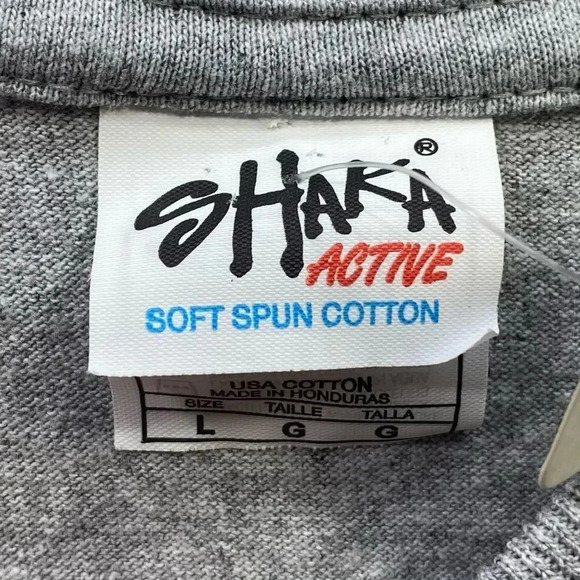 SHAKA®
ACTIVE
SOFT SPUN COTTON
USA COTTON
MADE IN HONDURAS
SIZE TAILLE TALLA
L G G